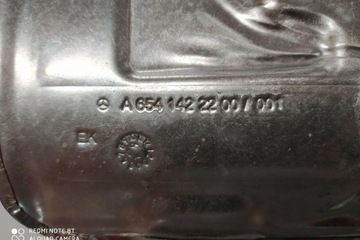 A 654 142 22 00 / 001
EK
REDMI NOTE 8T
AI QUAD CAMERA